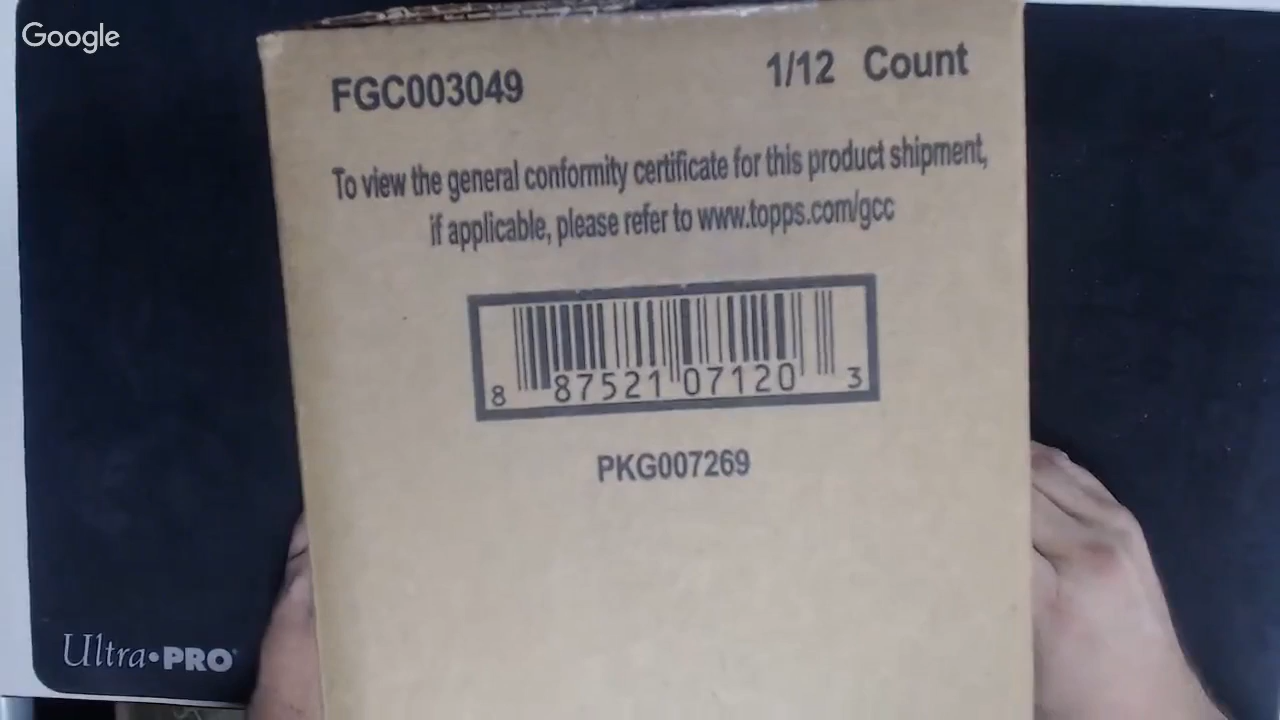 Google
FGC003049 1/12 Count
To view the general conformity certificate for this product shipment,
if applicable, please refer to www.topps.com/gcc
8 87521 07120 3
PKG007269
Ultra•PRO